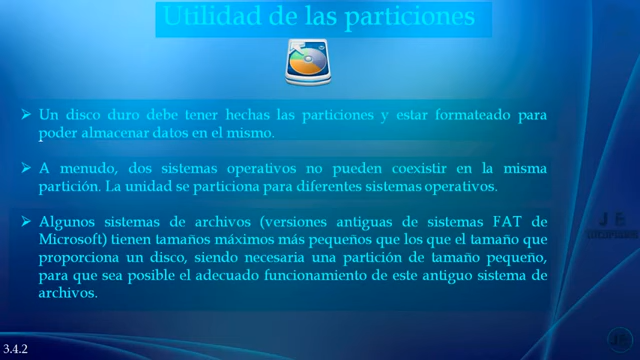 Utilidad de las particiones
➢ Un disco duro debe tener hechas las particiones y estar formateado para
poder almacenar datos en el mismo.
➢ A menudo, dos sistemas operativos no pueden coexistir en la misma
partición. La unidad se particiona para diferentes sistemas operativos.
➢ Algunos sistemas de archivos (versiones antiguas de sistemas FAT de
Microsoft) tienen tamaños máximos más pequeños que los que el tamaño que
proporciona un disco, siendo necesaria una partición de tamaño pequeño,
para que sea posible el adecuado funcionamiento de este antiguo sistema de
archivos.
J &
3.4.2